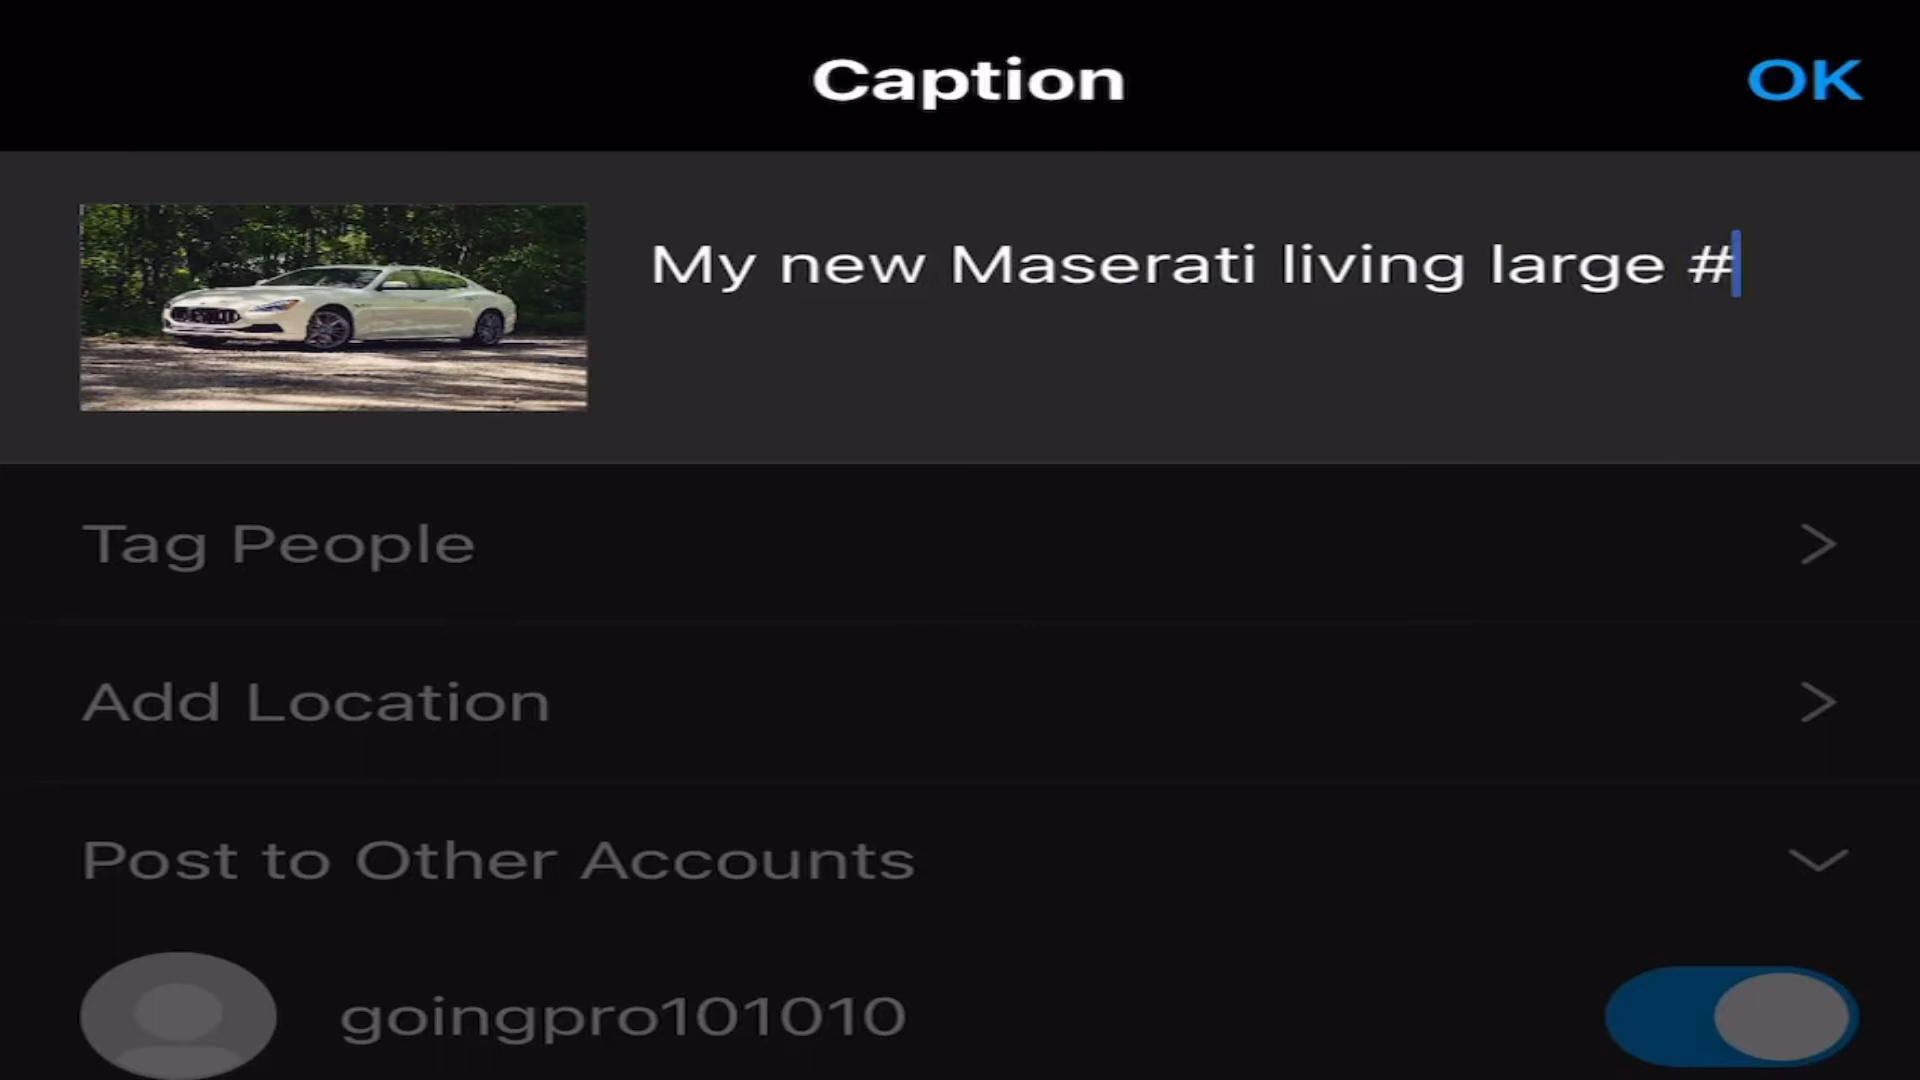 Caption
OK
My new Maserati living large #
Tag People
Add Location
Post to Other Accounts
goingpro101010